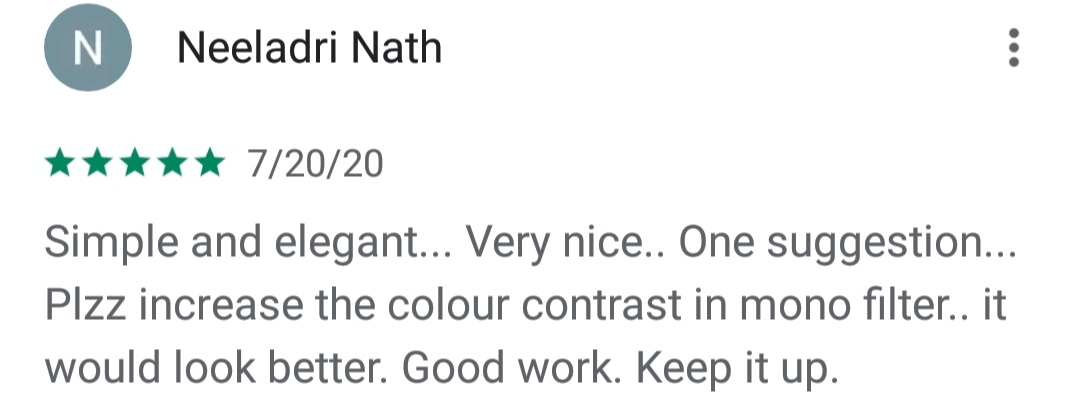 N
Neeladri Nath
7/20/20
Simple and elegant... Very nice.. One suggestion...
Plzz increase the colour contrast in mono filter.. it
would look better. Good work. Keep it up.